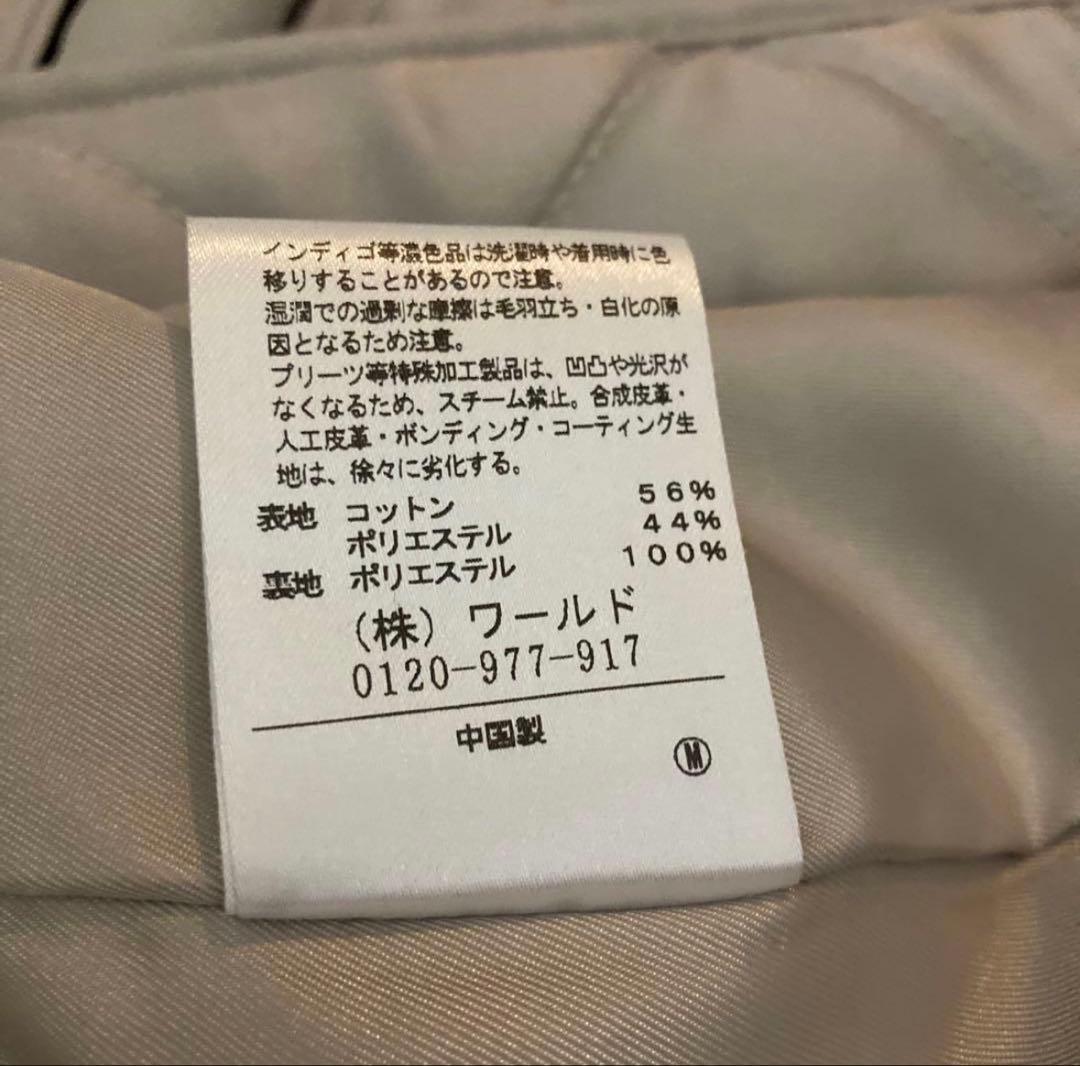 インディゴ等濃色品は洗濯時や着用時に色
移りすることがあるので注意。
湿潤での過剰な摩擦は毛羽立ち・白化の原
因となるため注意。
プリーツ等特殊加工製品は、凹凸や光沢が
なくなるため、スチーム禁止。合成皮革・
人工皮革・ボンディング・コーティング生
地は、徐々に劣化する。
表地 コットン 56%
ポリエステル 44%
裏地 ポリエステル 100%
（株）ワールド
0120-977-917
中国製
Ⓜ